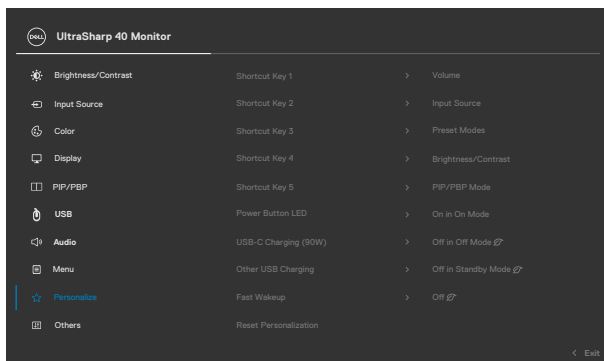 DELL UltraSharp 40 Monitor
Brightness/Contrast Shortcut Key 1 > Volume
Input Source Shortcut Key 2 > Input Source
Color Shortcut Key 3 > Preset Modes
Display Shortcut Key 4 > Brightness/Contrast
PIP/PBP Shortcut Key 5 > PIP/PBP Mode
USB Power Button LED > On in On Mode
Audio USB-C Charging (90W) > Off in Off Mode
Menu Other USB Charging > Off in Standby Mode
Personalize Fast Wakeup > Off
Others Reset Personalization
< Exit